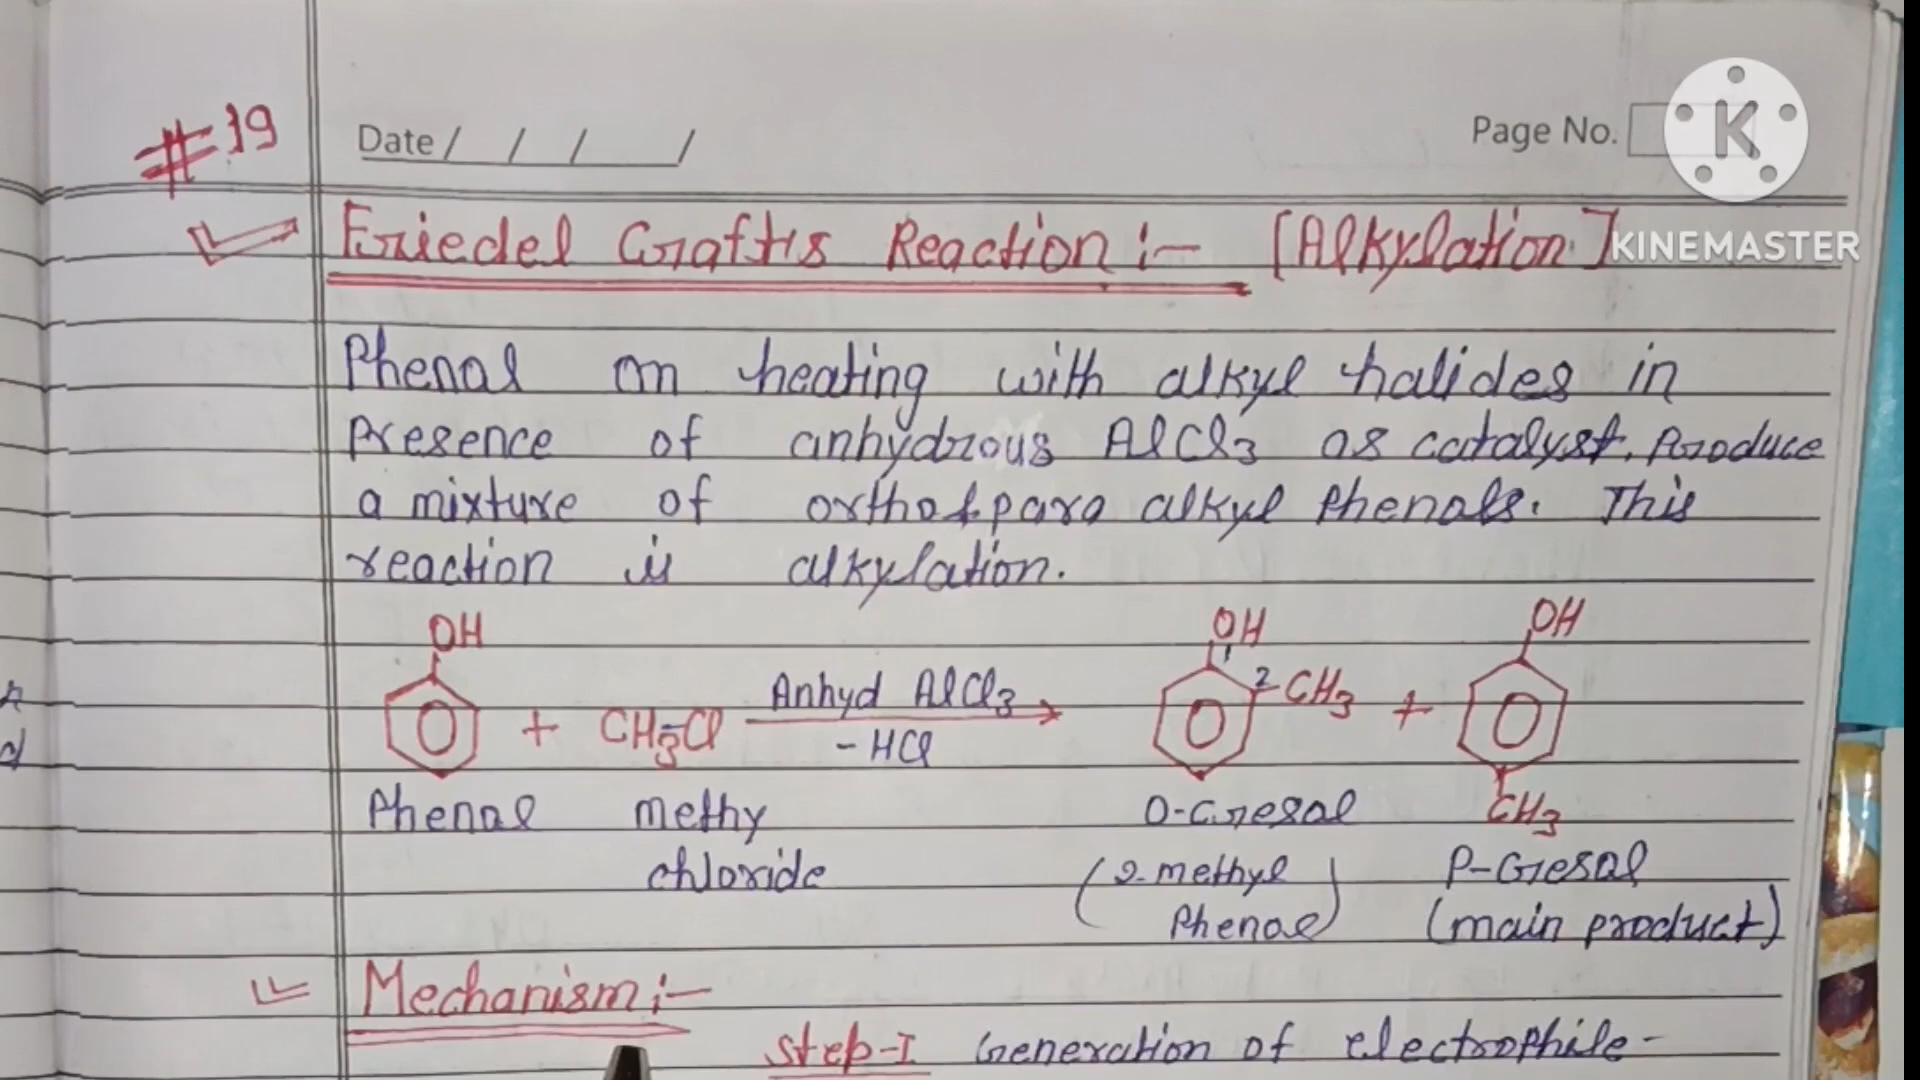 #19
Date / / / /
Page No.
K
KINEMASTER
Friedel Crafts Reaction :- [Alkylation]
Phenol on heating with alkyl halides in
presence of anhydrous AlCl3 as catalyst. Produce
a mixture of ortho & para alkyl phenols. This
reaction is alkylation.
OH OH OH
+ CH3-Cl Anhyd AlCl3 1 2 CH3 +
-HCl
Phenol methy O-Cresol CH3
chloride (2-methyl P-Cresol
Phenol) (main product)
Mechanism :-
Step-I Generation of electrophile-